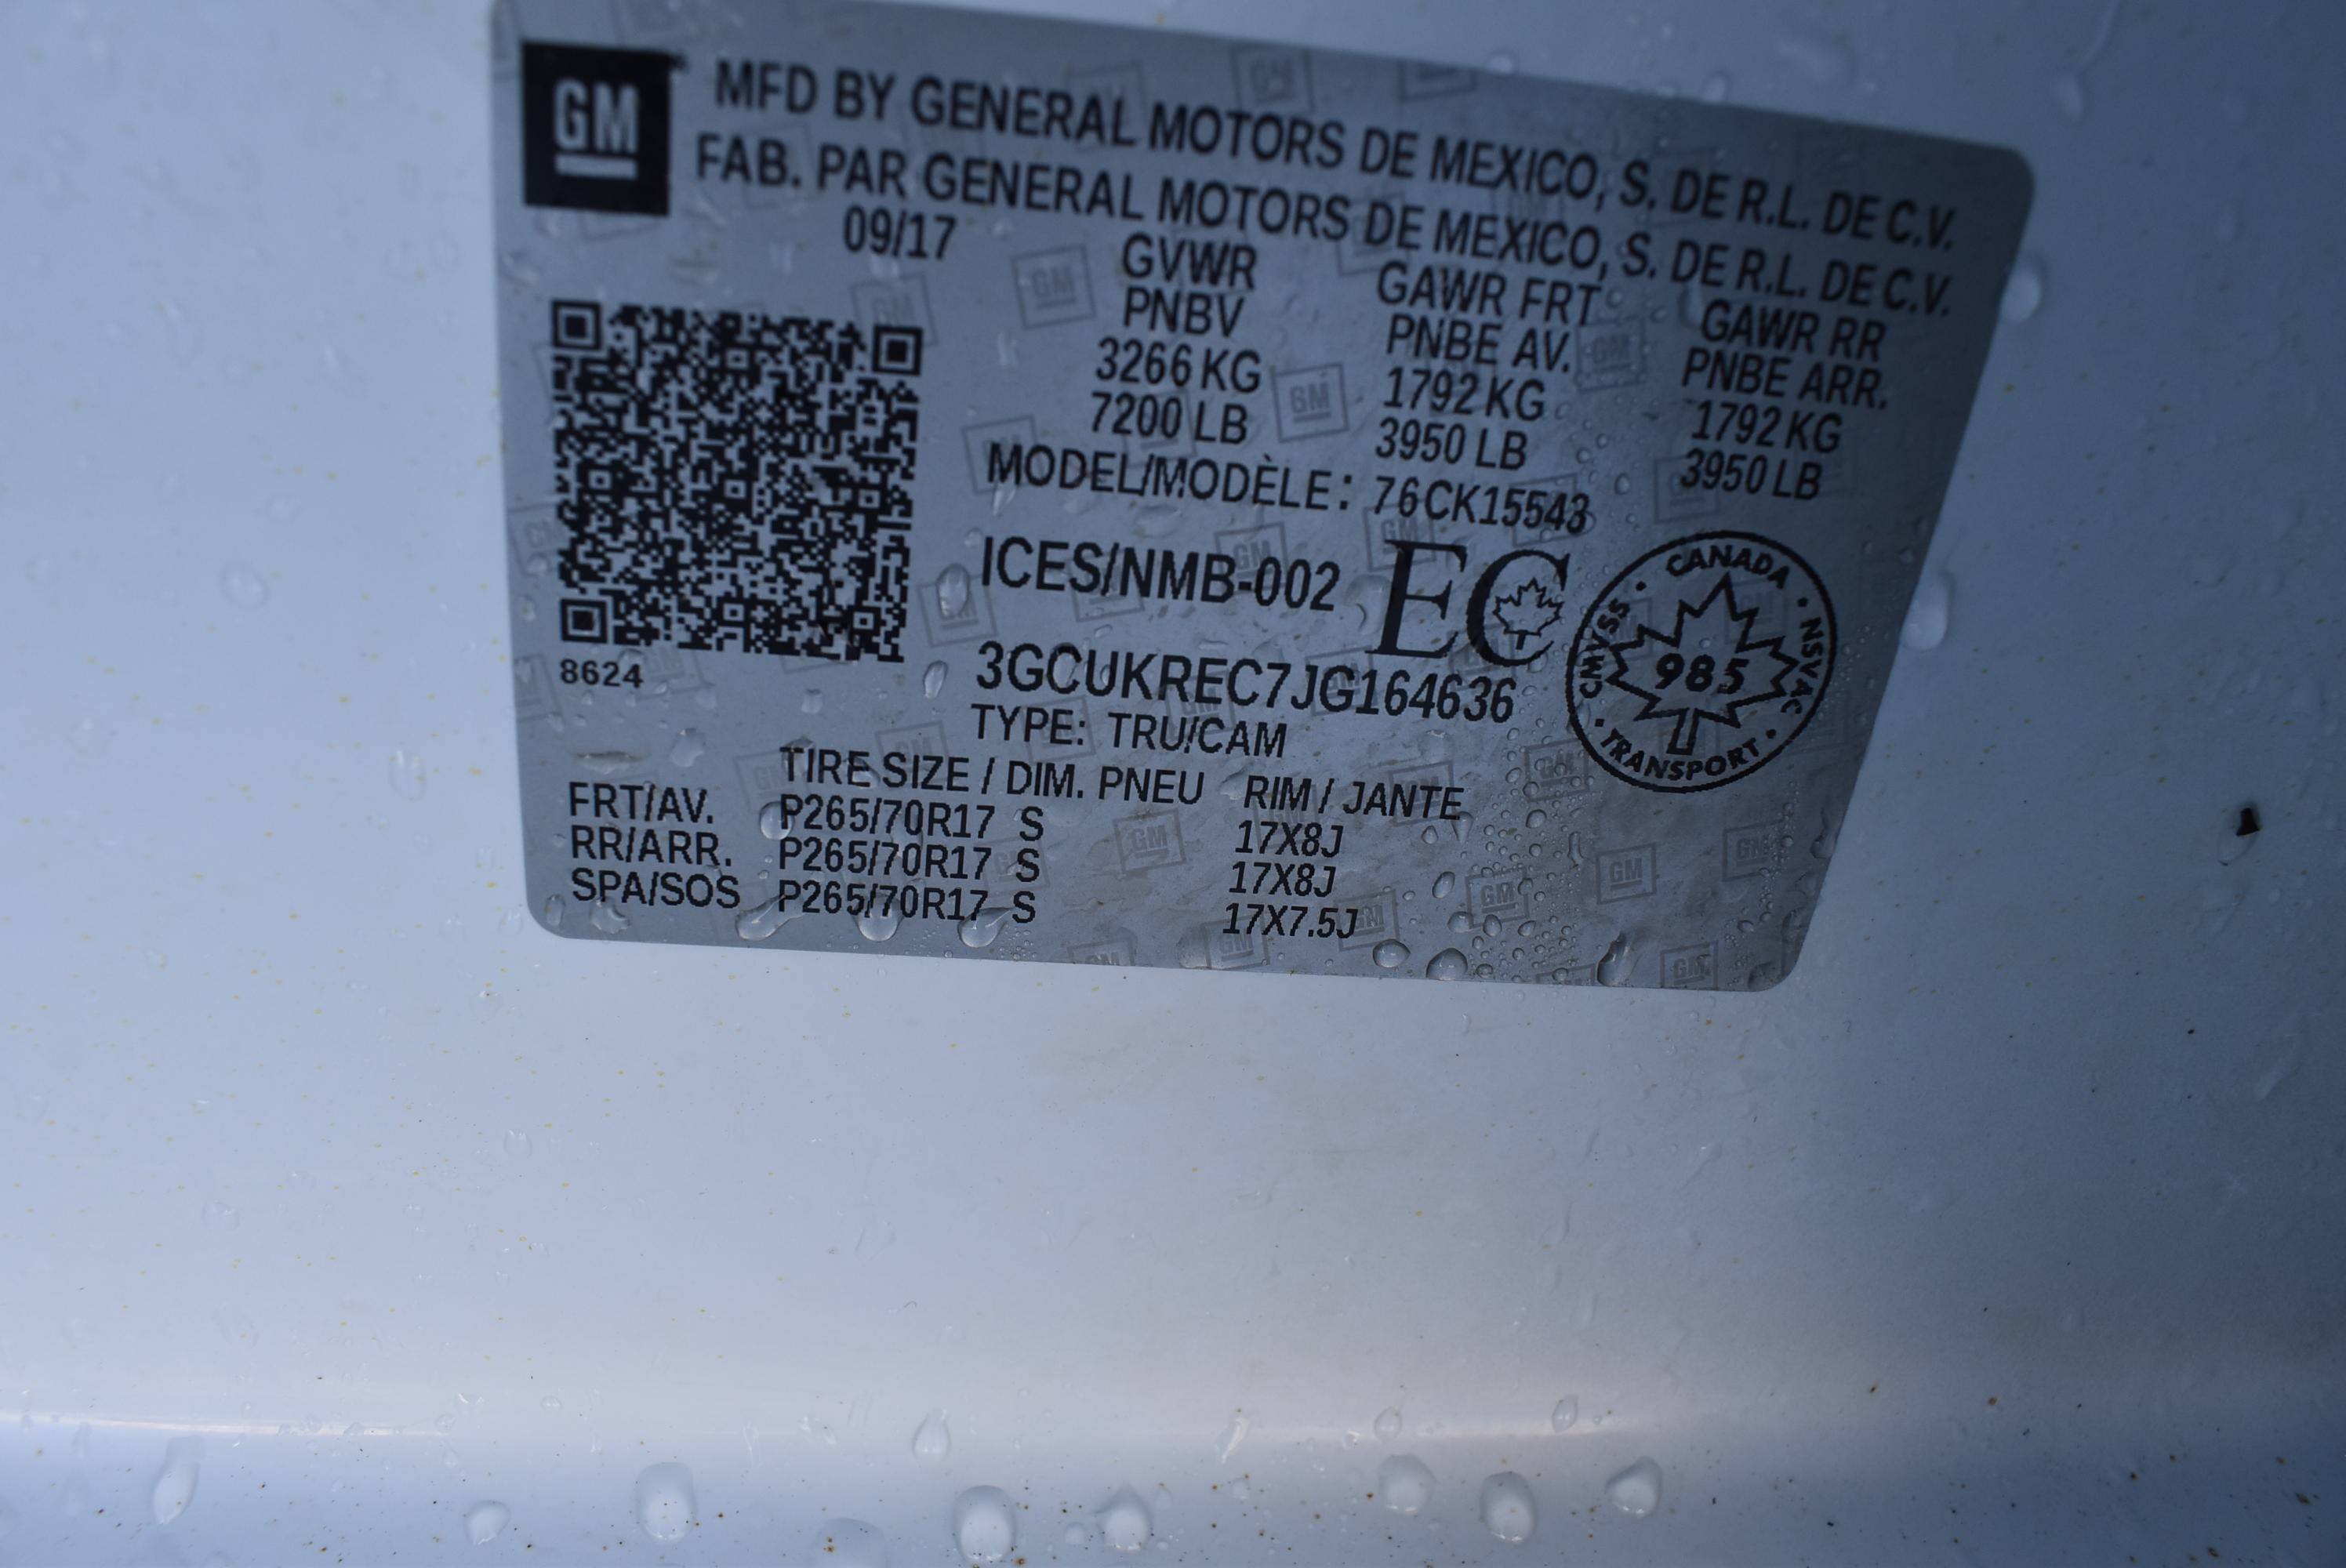 GM MFD BY GENERAL MOTORS DE MEXICO, S. DE R.L. DE C.V.
FAB. PAR GENERAL MOTORS DE MEXICO, S. DE R.L. DE C.V.
09/17 GVWR GAWR FRT GAWR RR
PNBV PNBE AV. PNBE ARR.
3266 KG 1792 KG 1792 KG
7200 LB 3950 LB 3950 LB
MODEL/MODÈLE: 76CK15543
ICES/NMB-002 EC
CANADA · NSVAC · TRANSPORT · CMVSS ·
985
3GCUKREC7JG164636
8624
TYPE: TRU/CAM
TIRE SIZE / DIM. PNEU RIM / JANTE
FRT/AV. P265/70R17 S 17X8J
RR/ARR. P265/70R17 S 17X8J
SPA/SOS P265/70R17 S 17X7.5J